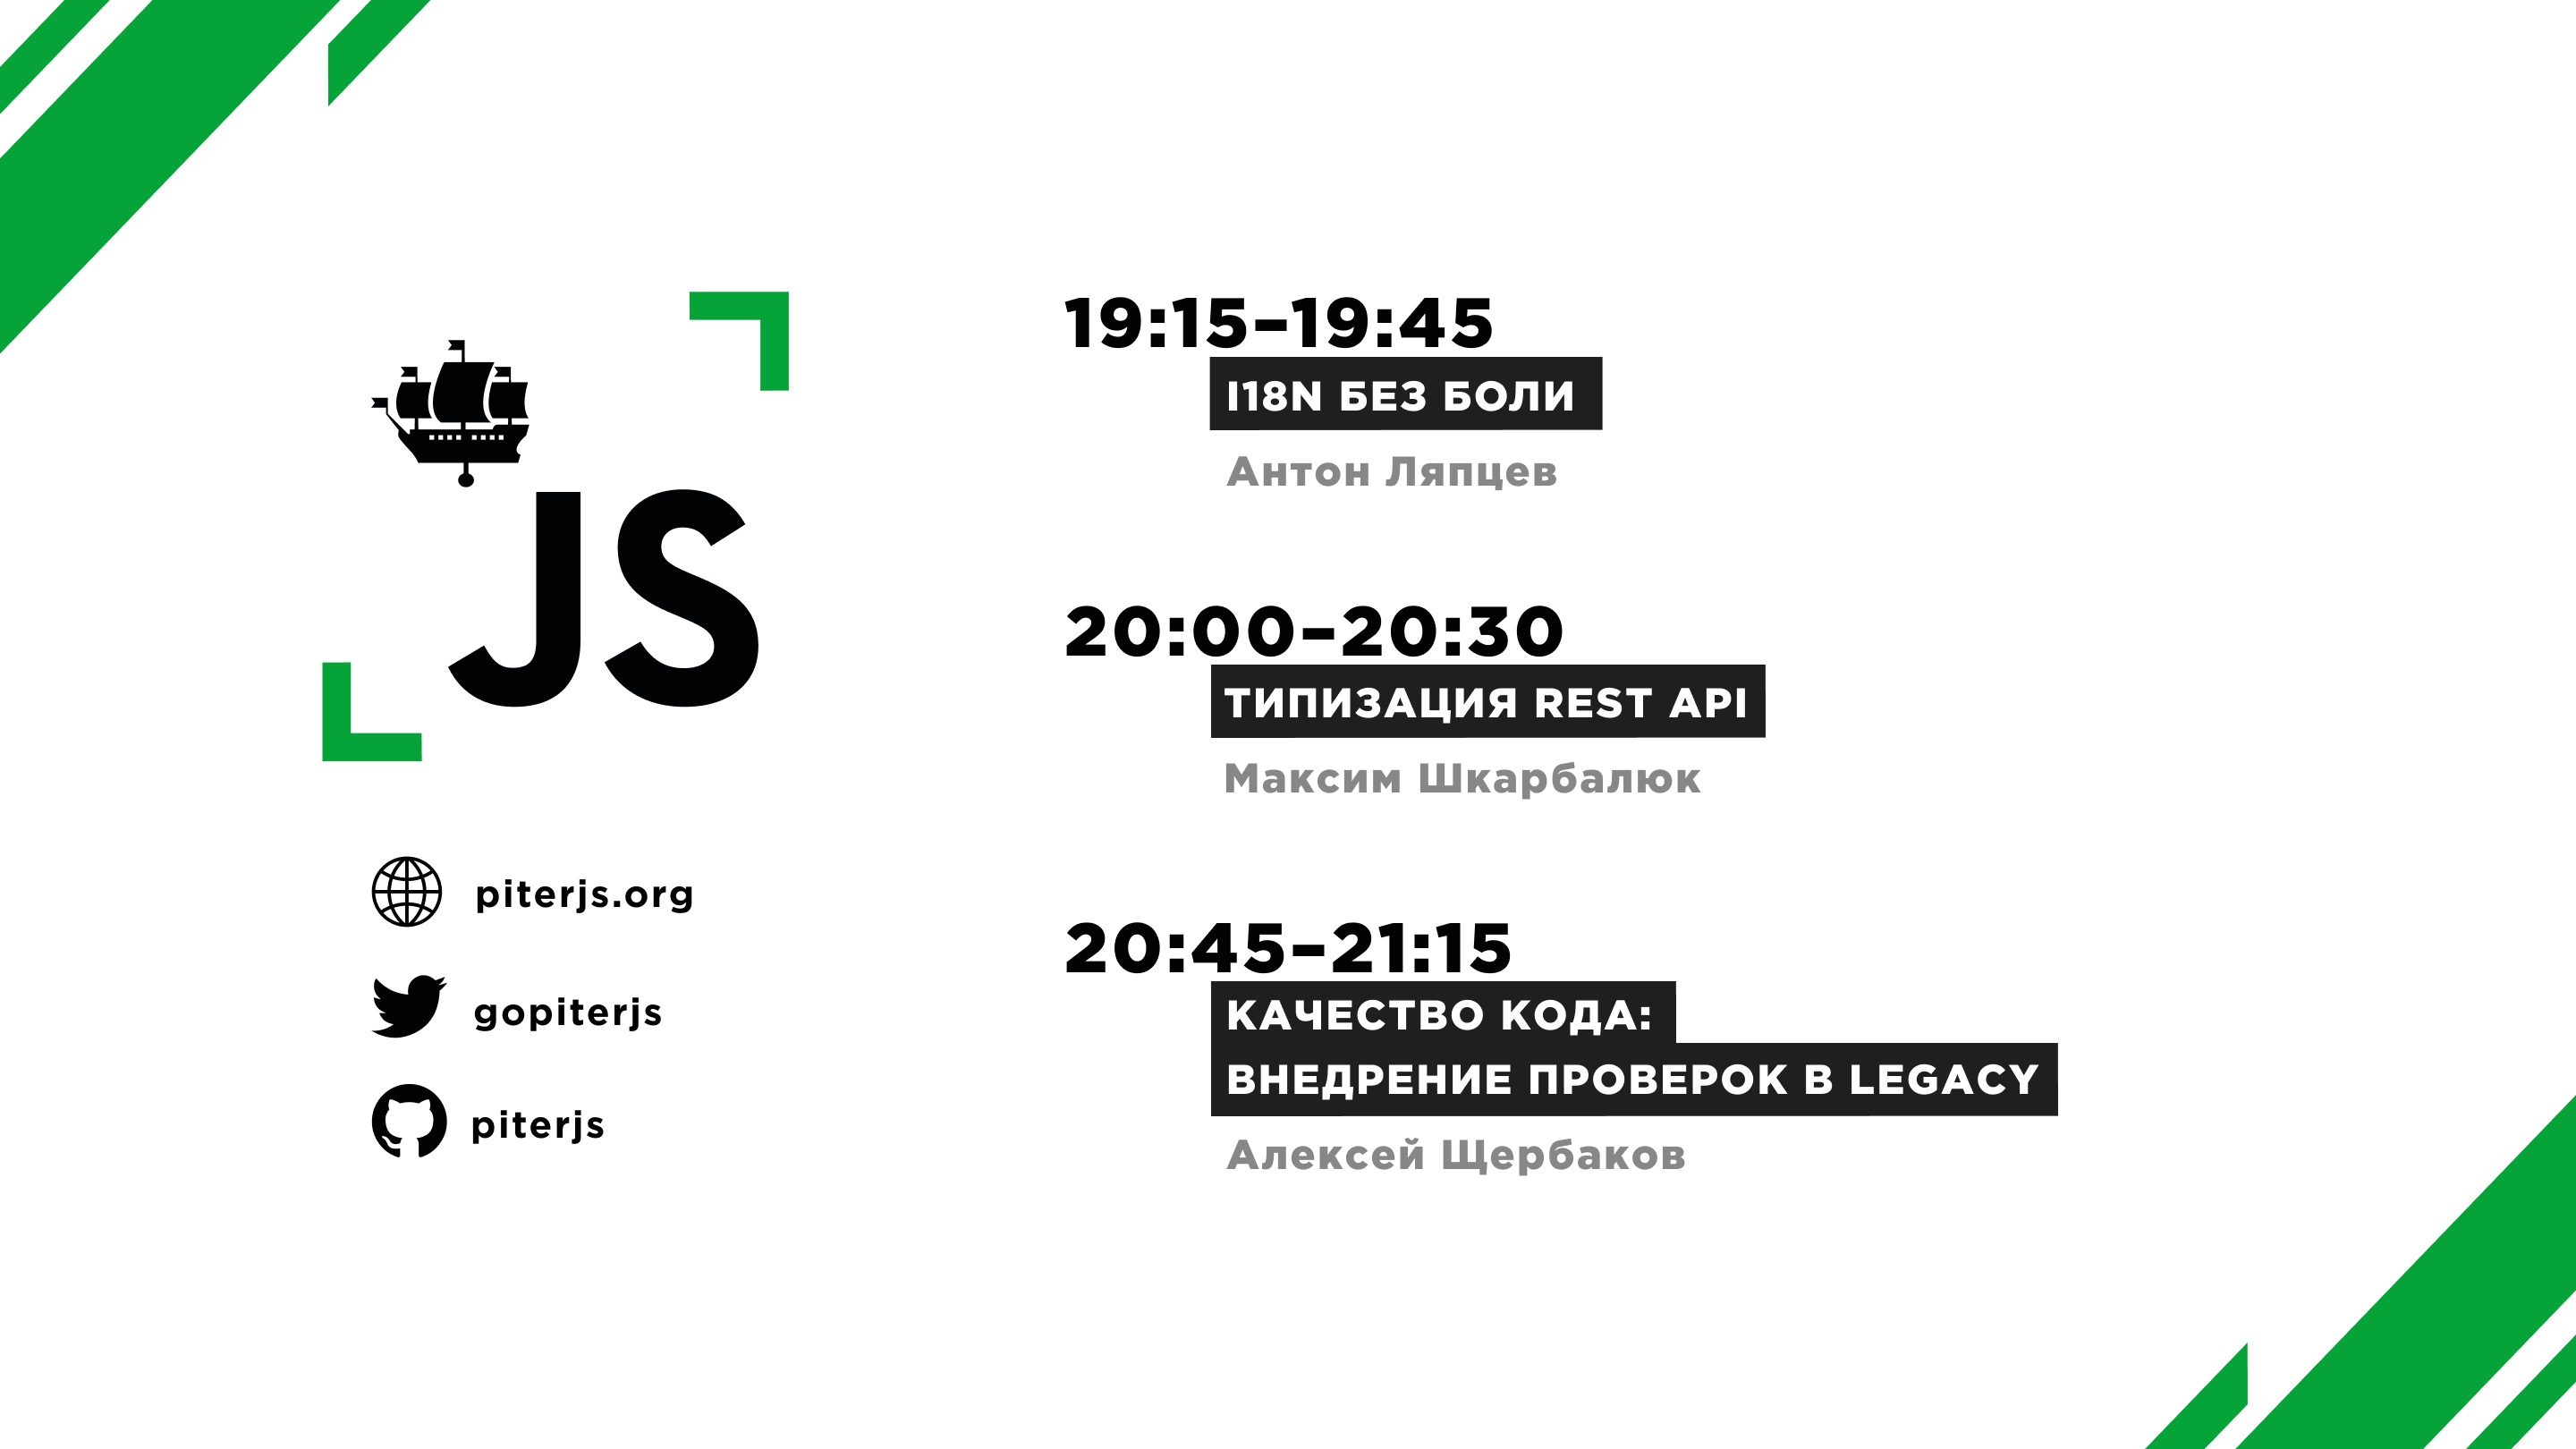 JS
piterjs.org
gopiterjs
piterjs
19:15–19:45
I18N БЕЗ БОЛИ
Антон Ляпцев
20:00–20:30
ТИПИЗАЦИЯ REST API
Максим Шкарбалюк
20:45–21:15
КАЧЕСТВО КОДА:
ВНЕДРЕНИЕ ПРОВЕРОК В LEGACY
Алексей Щербаков